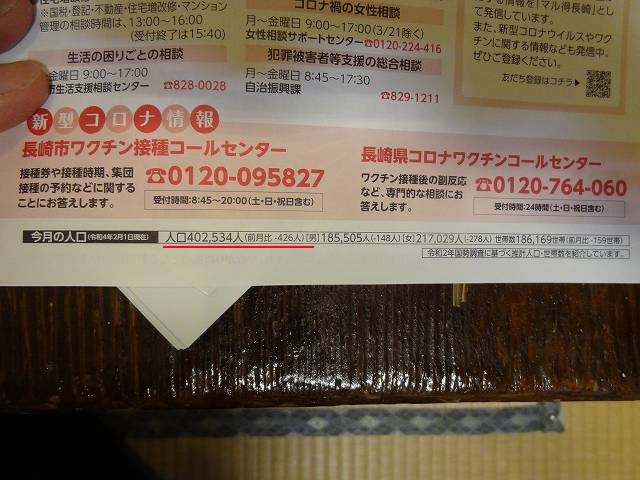 ※国税・登記・不動産・住宅増改修・マンション
管理の相談時間は、13:00〜16:00
(受付終了は15:40)
生活の困りごとの相談
金曜日 9:00〜17:00
市生活支援相談センター ☎828-0028
コロナ禍の女性相談
月〜金曜日 9:00〜17:00(3/21除く)
女性相談サポートセンター☎0120-224-416
犯罪被害者等支援の総合相談
月〜金曜日 8:45〜17:30
自治振興課 ☎829-1211
する情報を「マル得長崎」とし
て発信しています。
また、新型コロナウイルスやワク
チンに関する情報なども発信中。
ぜひご登録ください。
友だち登録はコチラ▶
新型コロナ情報
長崎市ワクチン接種コールセンター
接種券や接種時期、集団
接種の予約などに関する
ことにお答えします。
☎0120-095827
受付時間:8:45〜20:00(土・日・祝日含む)
長崎県コロナワクチンコールセンター
ワクチン接種後の副反応
など、専門的な相談にお
答えします。
☎0120-764-060
受付時間:24時間(土・日・祝日含む)
今月の人口(令和4年2月1日現在) 人口402,534人(前月比 -426人) [男]185,505人(-148人) [女]217,029人(-278人) 世帯数186,169世帯(前月比 -159世帯)
令和2年国勢調査に基づく推計人口・世帯数を紹介しています。